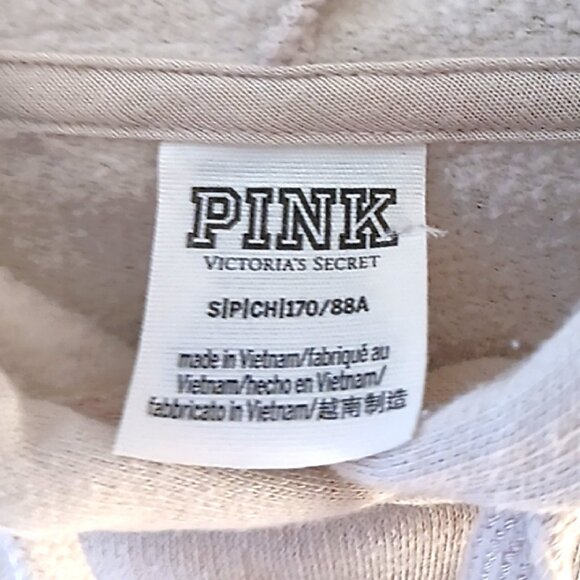 PINK
VICTORIA'S SECRET
S|P|CH|170/88A
made in Vietnam/fabriqué au
Vietnam/hecho en Vietnam/
fabbricato in Vietnam/越南制造